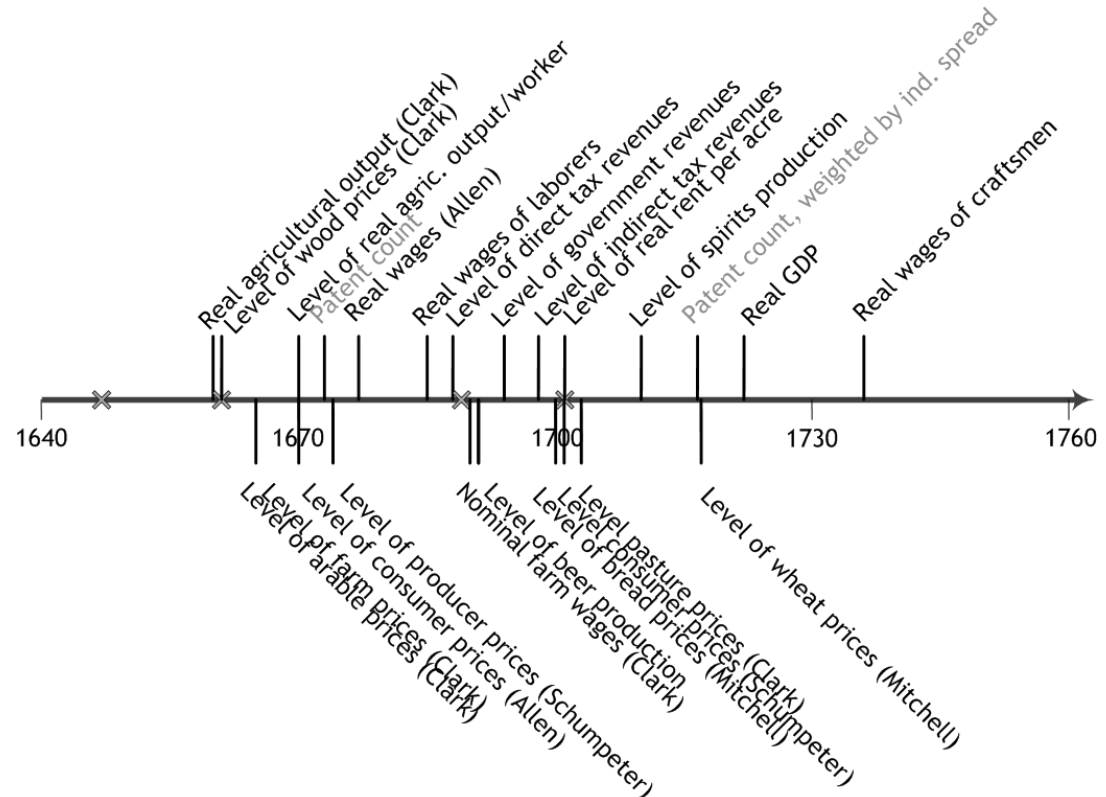 Real agricultural output (Clark)
Level of wood prices (Clark)
Level of real agric. output/worker
Patent count
Real wages (Allen)
Real wages of laborers
Level of direct tax revenues
Level of government revenues
Level of indirect tax revenues
Level of real rent per acre
Level of spirits production
Patent count, weighted by ind. spread
Real GDP
Real wages of craftsmen
1640
1670
1700
1730
1760
Level of arable prices (Clark)
Level of farm prices (Clark)
Level of consumer prices (Allen)
Level of producer prices (Schumpeter)
Nominal farm wages (Clark)
Level of beer production
Level of bread prices (Mitchell)
Level consumer prices (Schumpeter)
Level pasture prices (Clark)
Level of wheat prices (Mitchell)